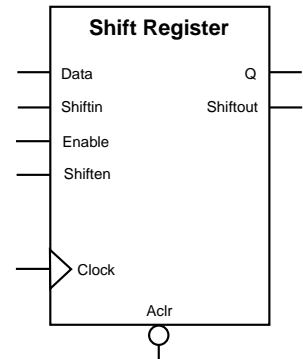 Shift Register
Data Q
Shiftin Shiftout
Enable
Shiften
Clock
Aclr